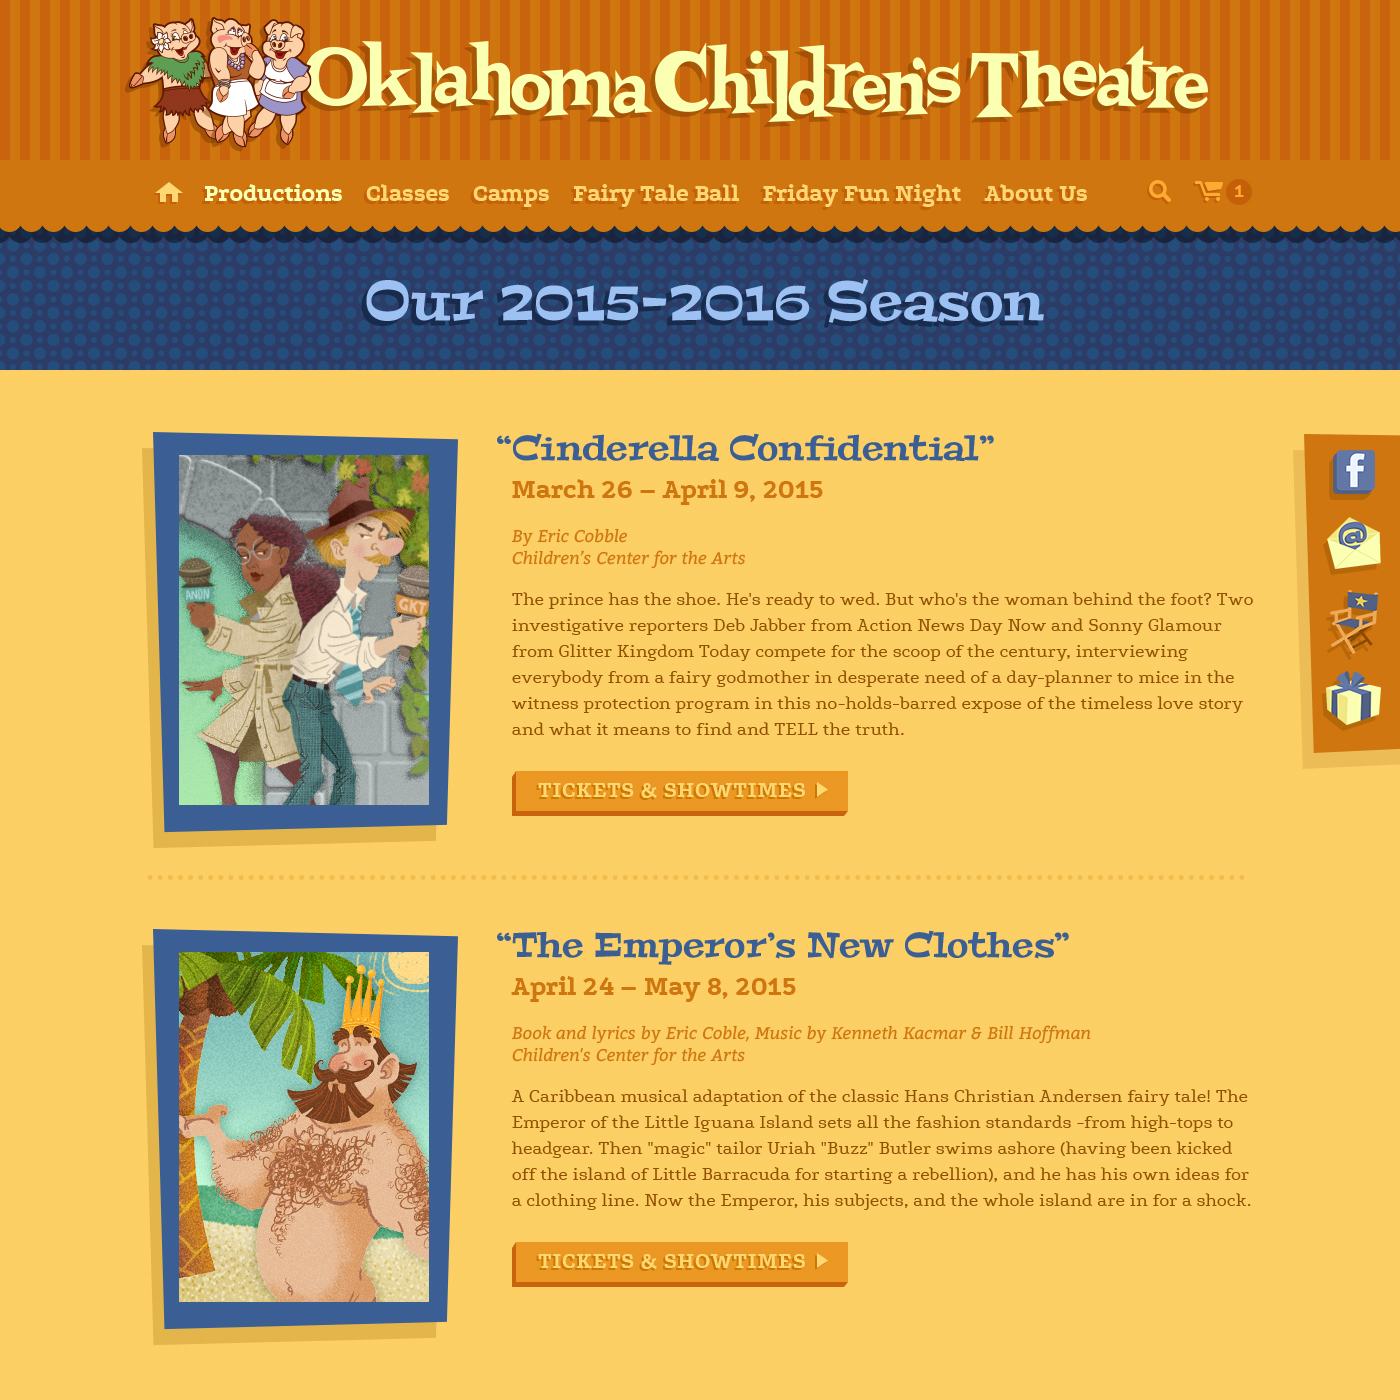 Oklahoma Children's Theatre
Productions Classes Camps Fairy Tale Ball Friday Fun Night About Us 1
Our 2015-2016 Season
“Cinderella Confidential”
March 26 – April 9, 2015
By Eric Cobble
Children's Center for the Arts
The prince has the shoe. He's ready to wed. But who's the woman behind the foot? Two
investigative reporters Deb Jabber from Action News Day Now and Sonny Glamour
from Glitter Kingdom Today compete for the scoop of the century, interviewing
everybody from a fairy godmother in desperate need of a day-planner to mice in the
witness protection program in this no-holds-barred expose of the timeless love story
and what it means to find and TELL the truth.
TICKETS & SHOWTIMES
ANON
GKT
f
@
“The Emperor’s New Clothes”
April 24 – May 8, 2015
Book and lyrics by Eric Coble, Music by Kenneth Kacmar & Bill Hoffman
Children's Center for the Arts
A Caribbean musical adaptation of the classic Hans Christian Andersen fairy tale! The
Emperor of the Little Iguana Island sets all the fashion standards -from high-tops to
headgear. Then "magic" tailor Uriah "Buzz" Butler swims ashore (having been kicked
off the island of Little Barracuda for starting a rebellion), and he has his own ideas for
a clothing line. Now the Emperor, his subjects, and the whole island are in for a shock.
TICKETS & SHOWTIMES